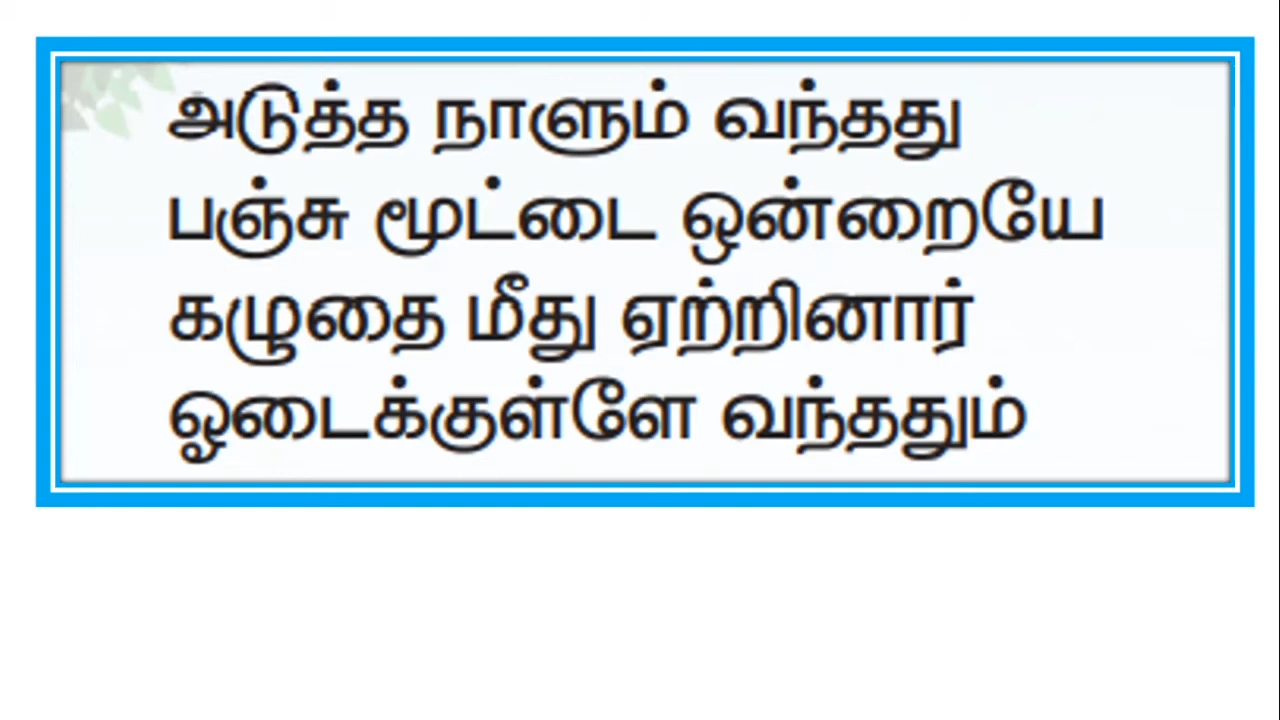 அடுத்த நாளும் வந்தது
பஞ்சு மூட்டை ஒன்றையே
கழுதை மீது ஏற்றினார்
ஓடைக்குள்ளே வந்ததும்